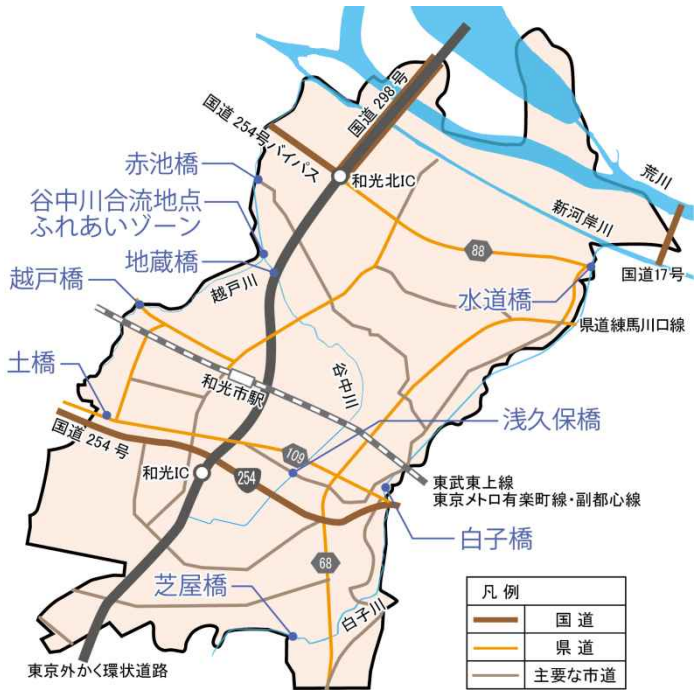 国道 298 号
国道 254号バイパス
赤池橋
和光北IC
荒川
谷中川合流地点
ふれあいゾーン
新河岸川
地蔵橋
88
国道17号
越戸川
越戸橋
水道橋
県道練馬川口線
谷中川
土橋
和光市駅
浅久保橋
国道 254 号
109
和光IC
254
東武東上線
東京メトロ有楽町線・副都心線
白子橋
68
芝屋橋
白子川
凡 例
国 道
県 道
主要な市道
東京外かく環状道路